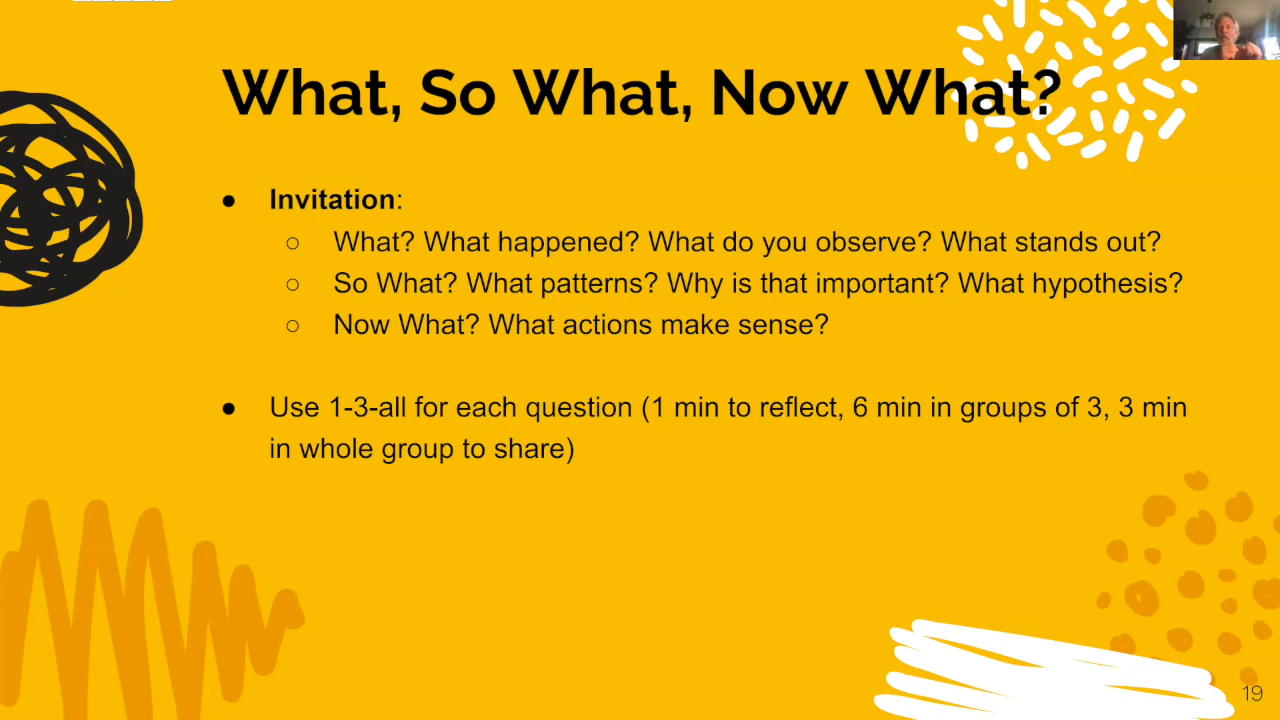 What, So What, Now What?
● Invitation:
○ What? What happened? What do you observe? What stands out?
○ So What? What patterns? Why is that important? What hypothesis?
○ Now What? What actions make sense?
● Use 1-3-all for each question (1 min to reflect, 6 min in groups of 3, 3 min
in whole group to share)
19